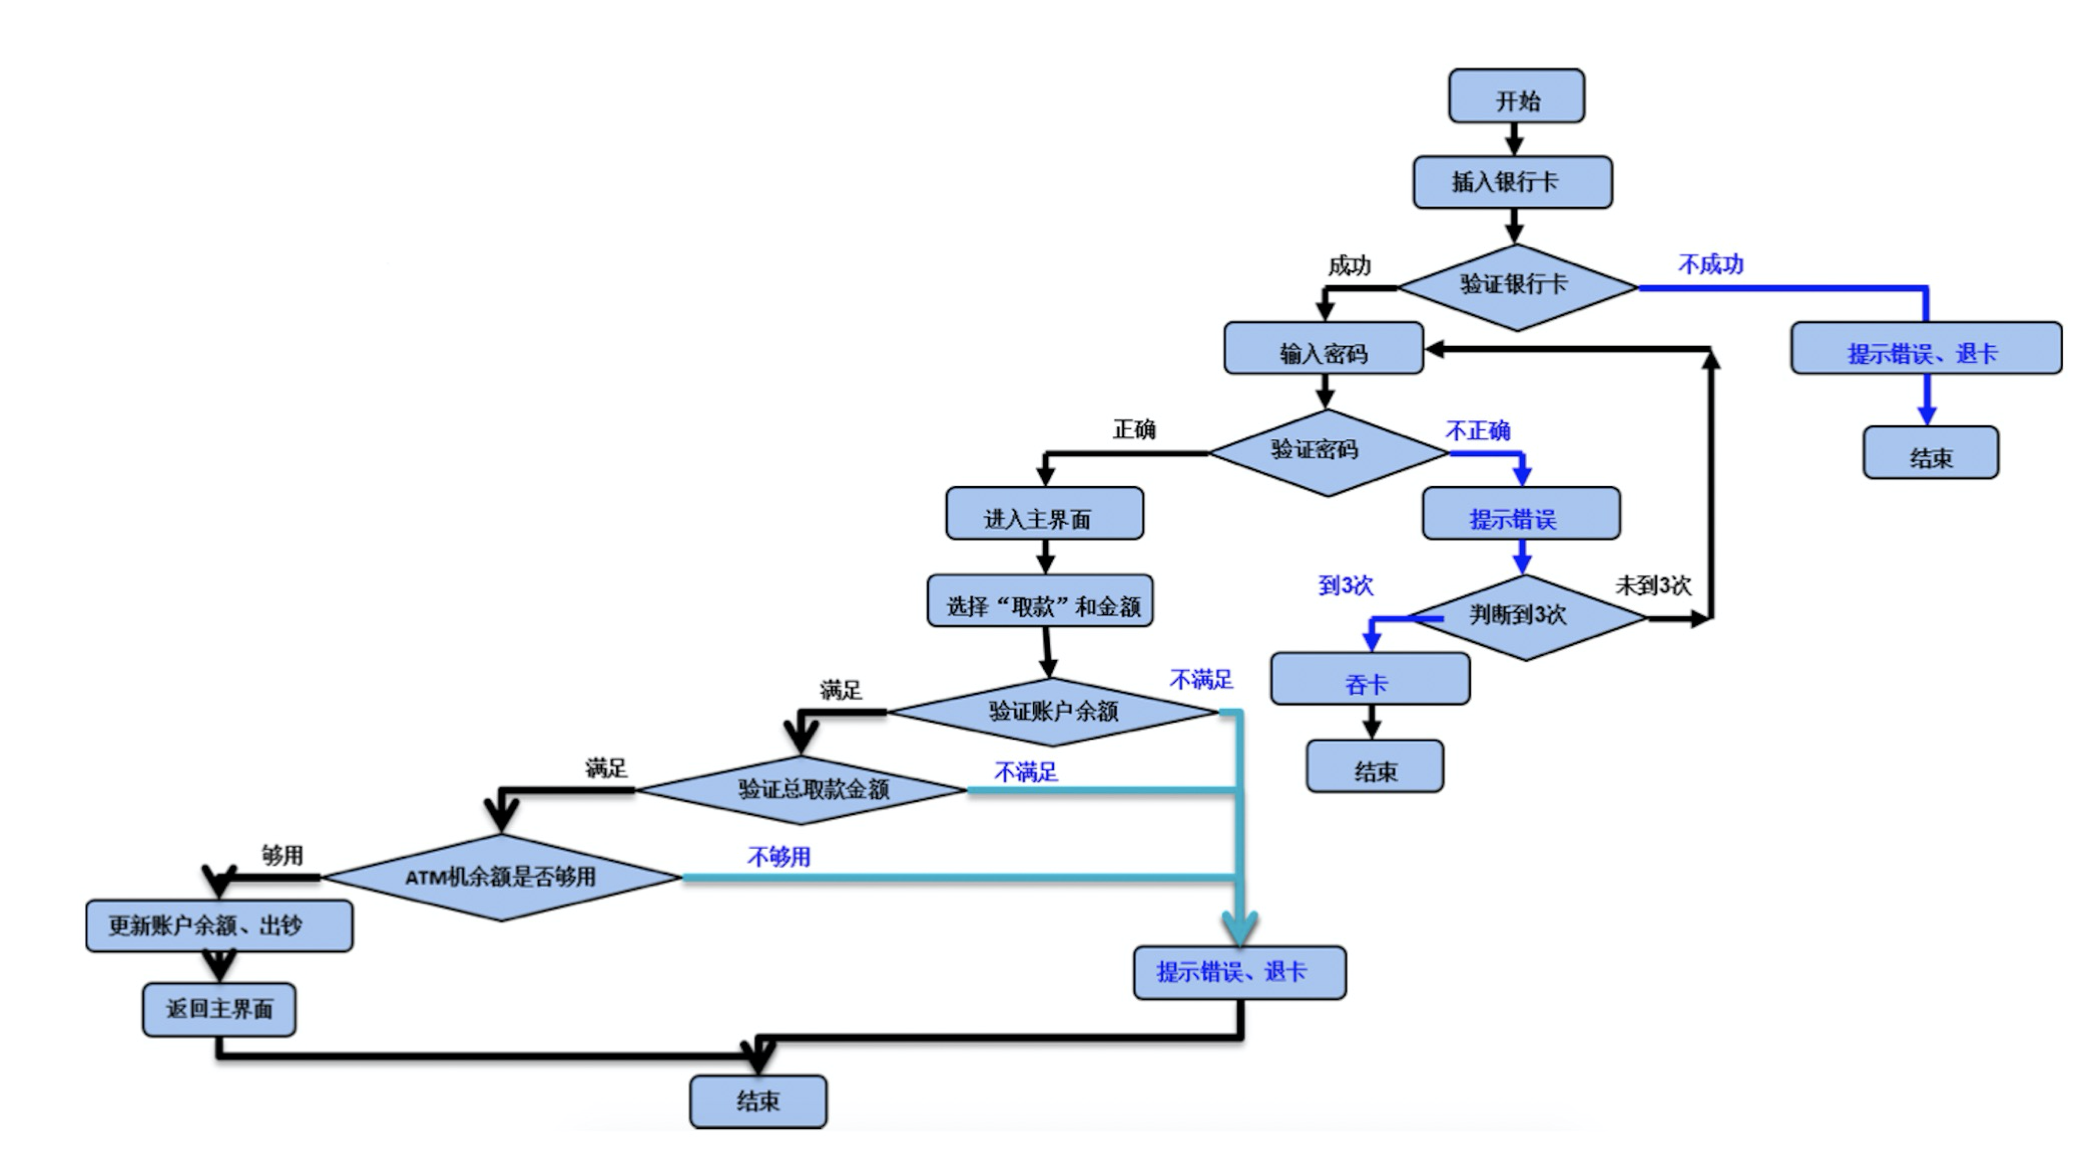 开始
插入银行卡
成功
验证银行卡
不成功
输入密码
提示错误、退卡
正确
验证密码
不正确
结束
进入主界面
提示错误
选择“取款”和金额
到3次
判断到3次
未到3次
吞卡
满足
验证账户余额
不满足
结束
满足
验证总取款金额
不满足
够用
ATM机余额是否够用
不够用
更新账户余额、出钞
提示错误、退卡
返回主界面
结束